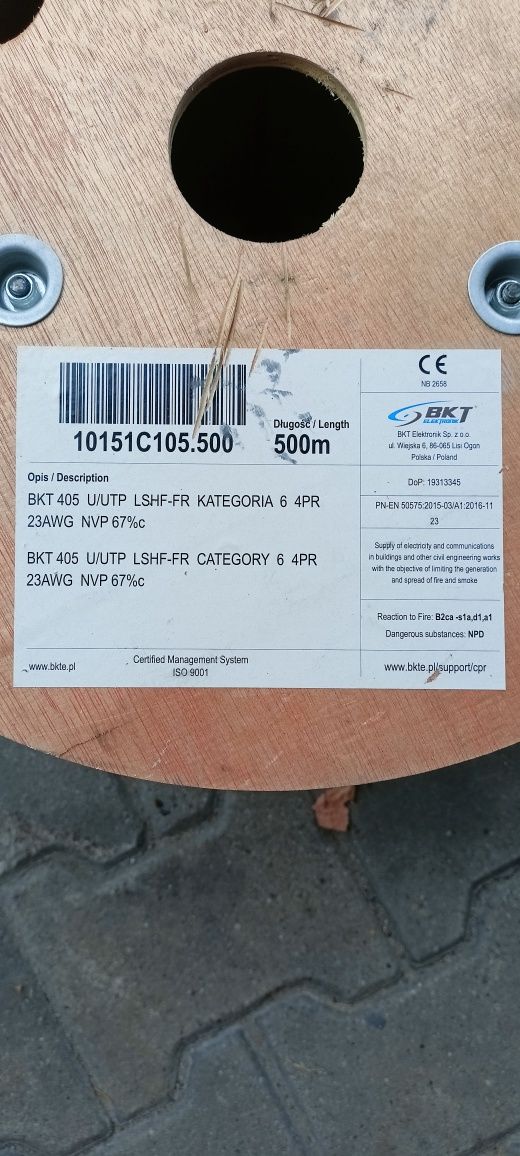 10151C105.500
Długość / Length
500m
Opis / Description
BKT 405 U/UTP LSHF-FR KATEGORIA 6 4PR
23AWG NVP 67%c
BKT 405 U/UTP LSHF-FR CATEGORY 6 4PR
23AWG NVP 67%c
www.bkte.pl
Certified Management System
ISO 9001
CE
NB 2658
BKT
ELEKTRONIK
BKT Elektronik Sp. z o.o.
ul. Wiejska 6, 86-065 Lisi Ogon
Polska / Poland
DoP: 19313345
PN-EN 50575:2015-03/A1:2016-11
23
Supply of electricity and communications
in buildings and other civil engineering works
with the objective of limiting the generation
and spread of fire and smoke
Reaction to Fire: B2ca -s1a,d1,a1
Dangerous substances: NPD
www.bkte.pl/support/cpr